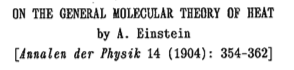 ON THE GENERAL MOLECULAR THEORY OF HEAT
by A. Einstein
[Annalen der Physik 14 (1904): 354-362]